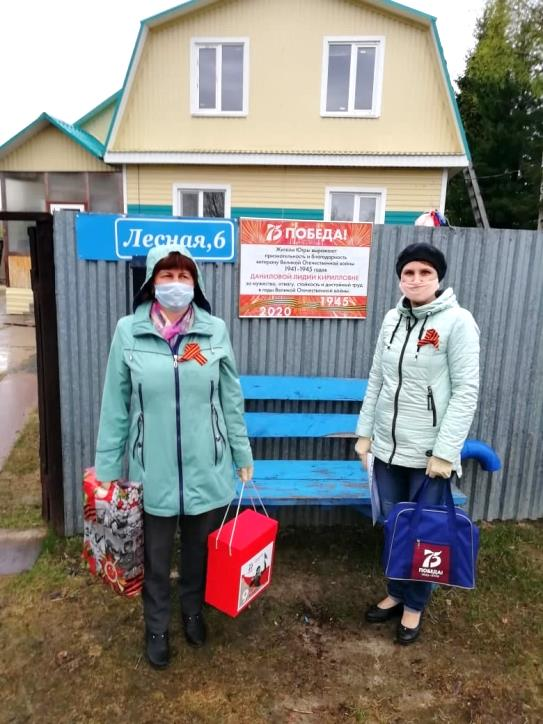 Лесная,6
75 ПОБЕДА!
Жители Югры выражают
признательность и благодарность
ветерану Великой Отечественной войны
1941-1945 годов
ДАНИЛОВОЙ ЛИДИИ КИРИЛЛОВНЕ
за мужество, отвагу, стойкость и достойный труд
в годы Великой Отечественной войны.
1945
2020
75
ПОБЕДА!